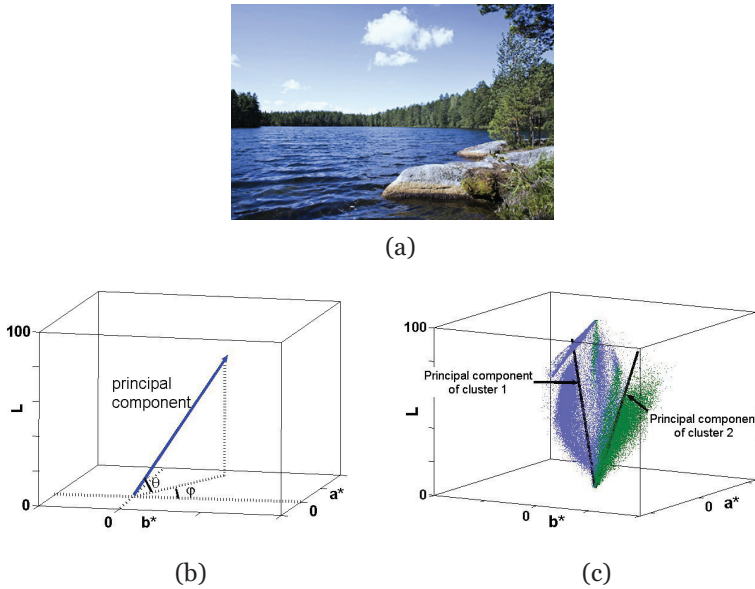 (a)
100
L
0
principal
component
θ
φ
0
b*
0
a*
(b)
100
L
0
Principal component
of cluster 1
Principal componen
of cluster 2
0
b*
0
a*
(c)